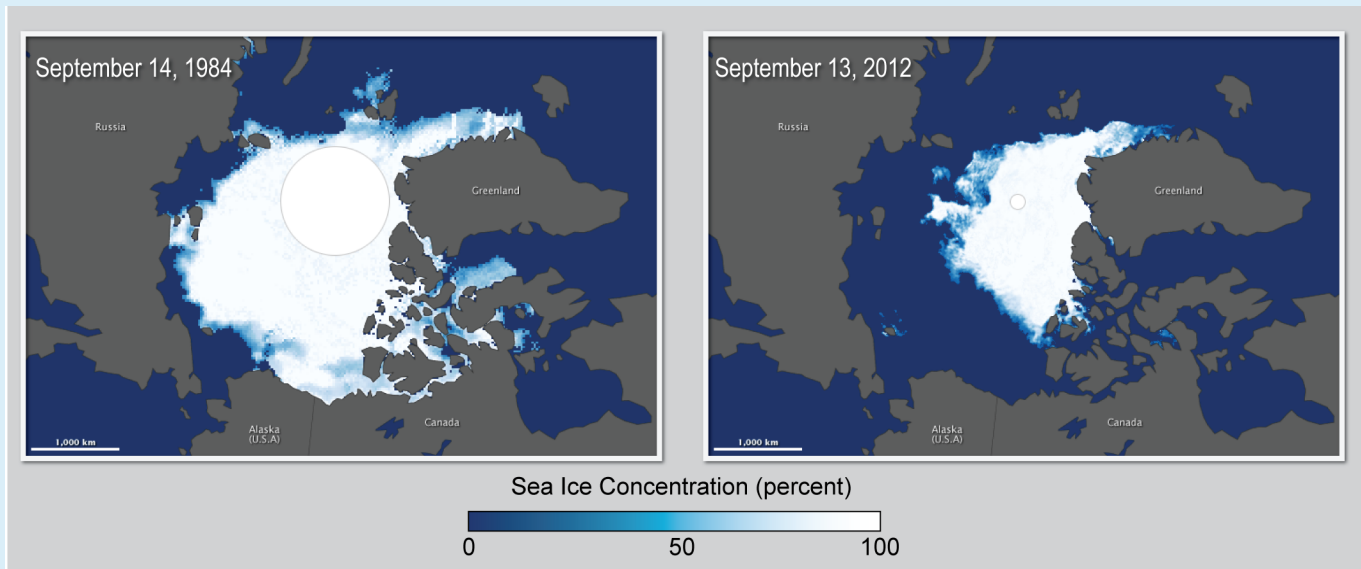 September 14, 1984
Russia
Greenland
Alaska
(U.S.A)
Canada
1,000 km
September 13, 2012
Russia
Greenland
Alaska
(U.S.A)
Canada
1,000 km
Sea Ice Concentration (percent)
0 50 100